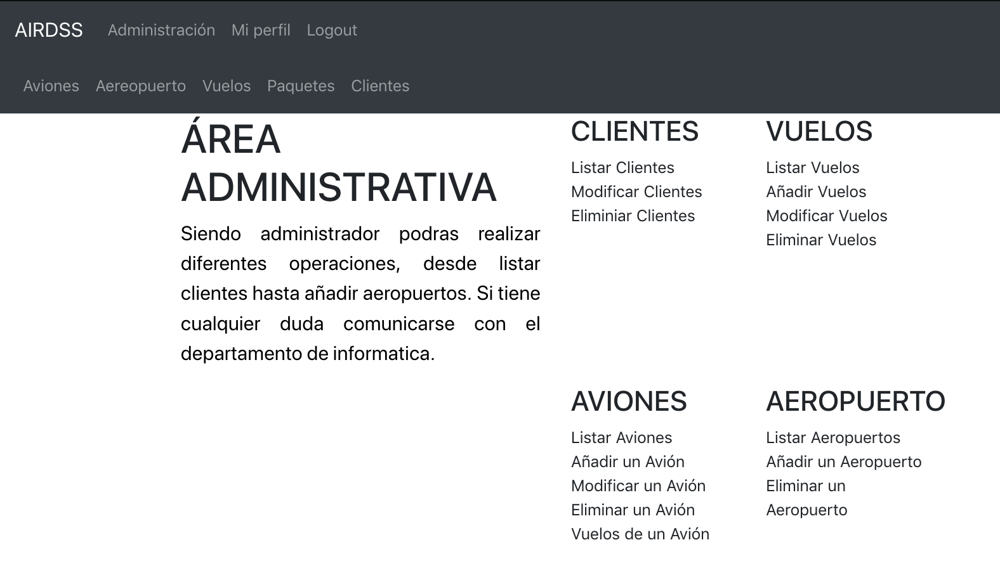 AIRDSS Administración Mi perfil Logout
Aviones Aereopuerto Vuelos Paquetes Clientes
ÁREA
ADMINISTRATIVA
Siendo administrador podras realizar
diferentes operaciones, desde listar
clientes hasta añadir aeropuertos. Si tiene
cualquier duda comunicarse con el
departamento de informatica.
CLIENTES
Listar Clientes
Modificar Clientes
Eliminiar Clientes
VUELOS
Listar Vuelos
Añadir Vuelos
Modificar Vuelos
Eliminar Vuelos
AVIONES
Listar Aviones
Añadir un Avión
Modificar un Avión
Eliminar un Avión
Vuelos de un Avión
AEROPUERTO
Listar Aeropuertos
Añadir un Aeropuerto
Eliminar un
Aeropuerto